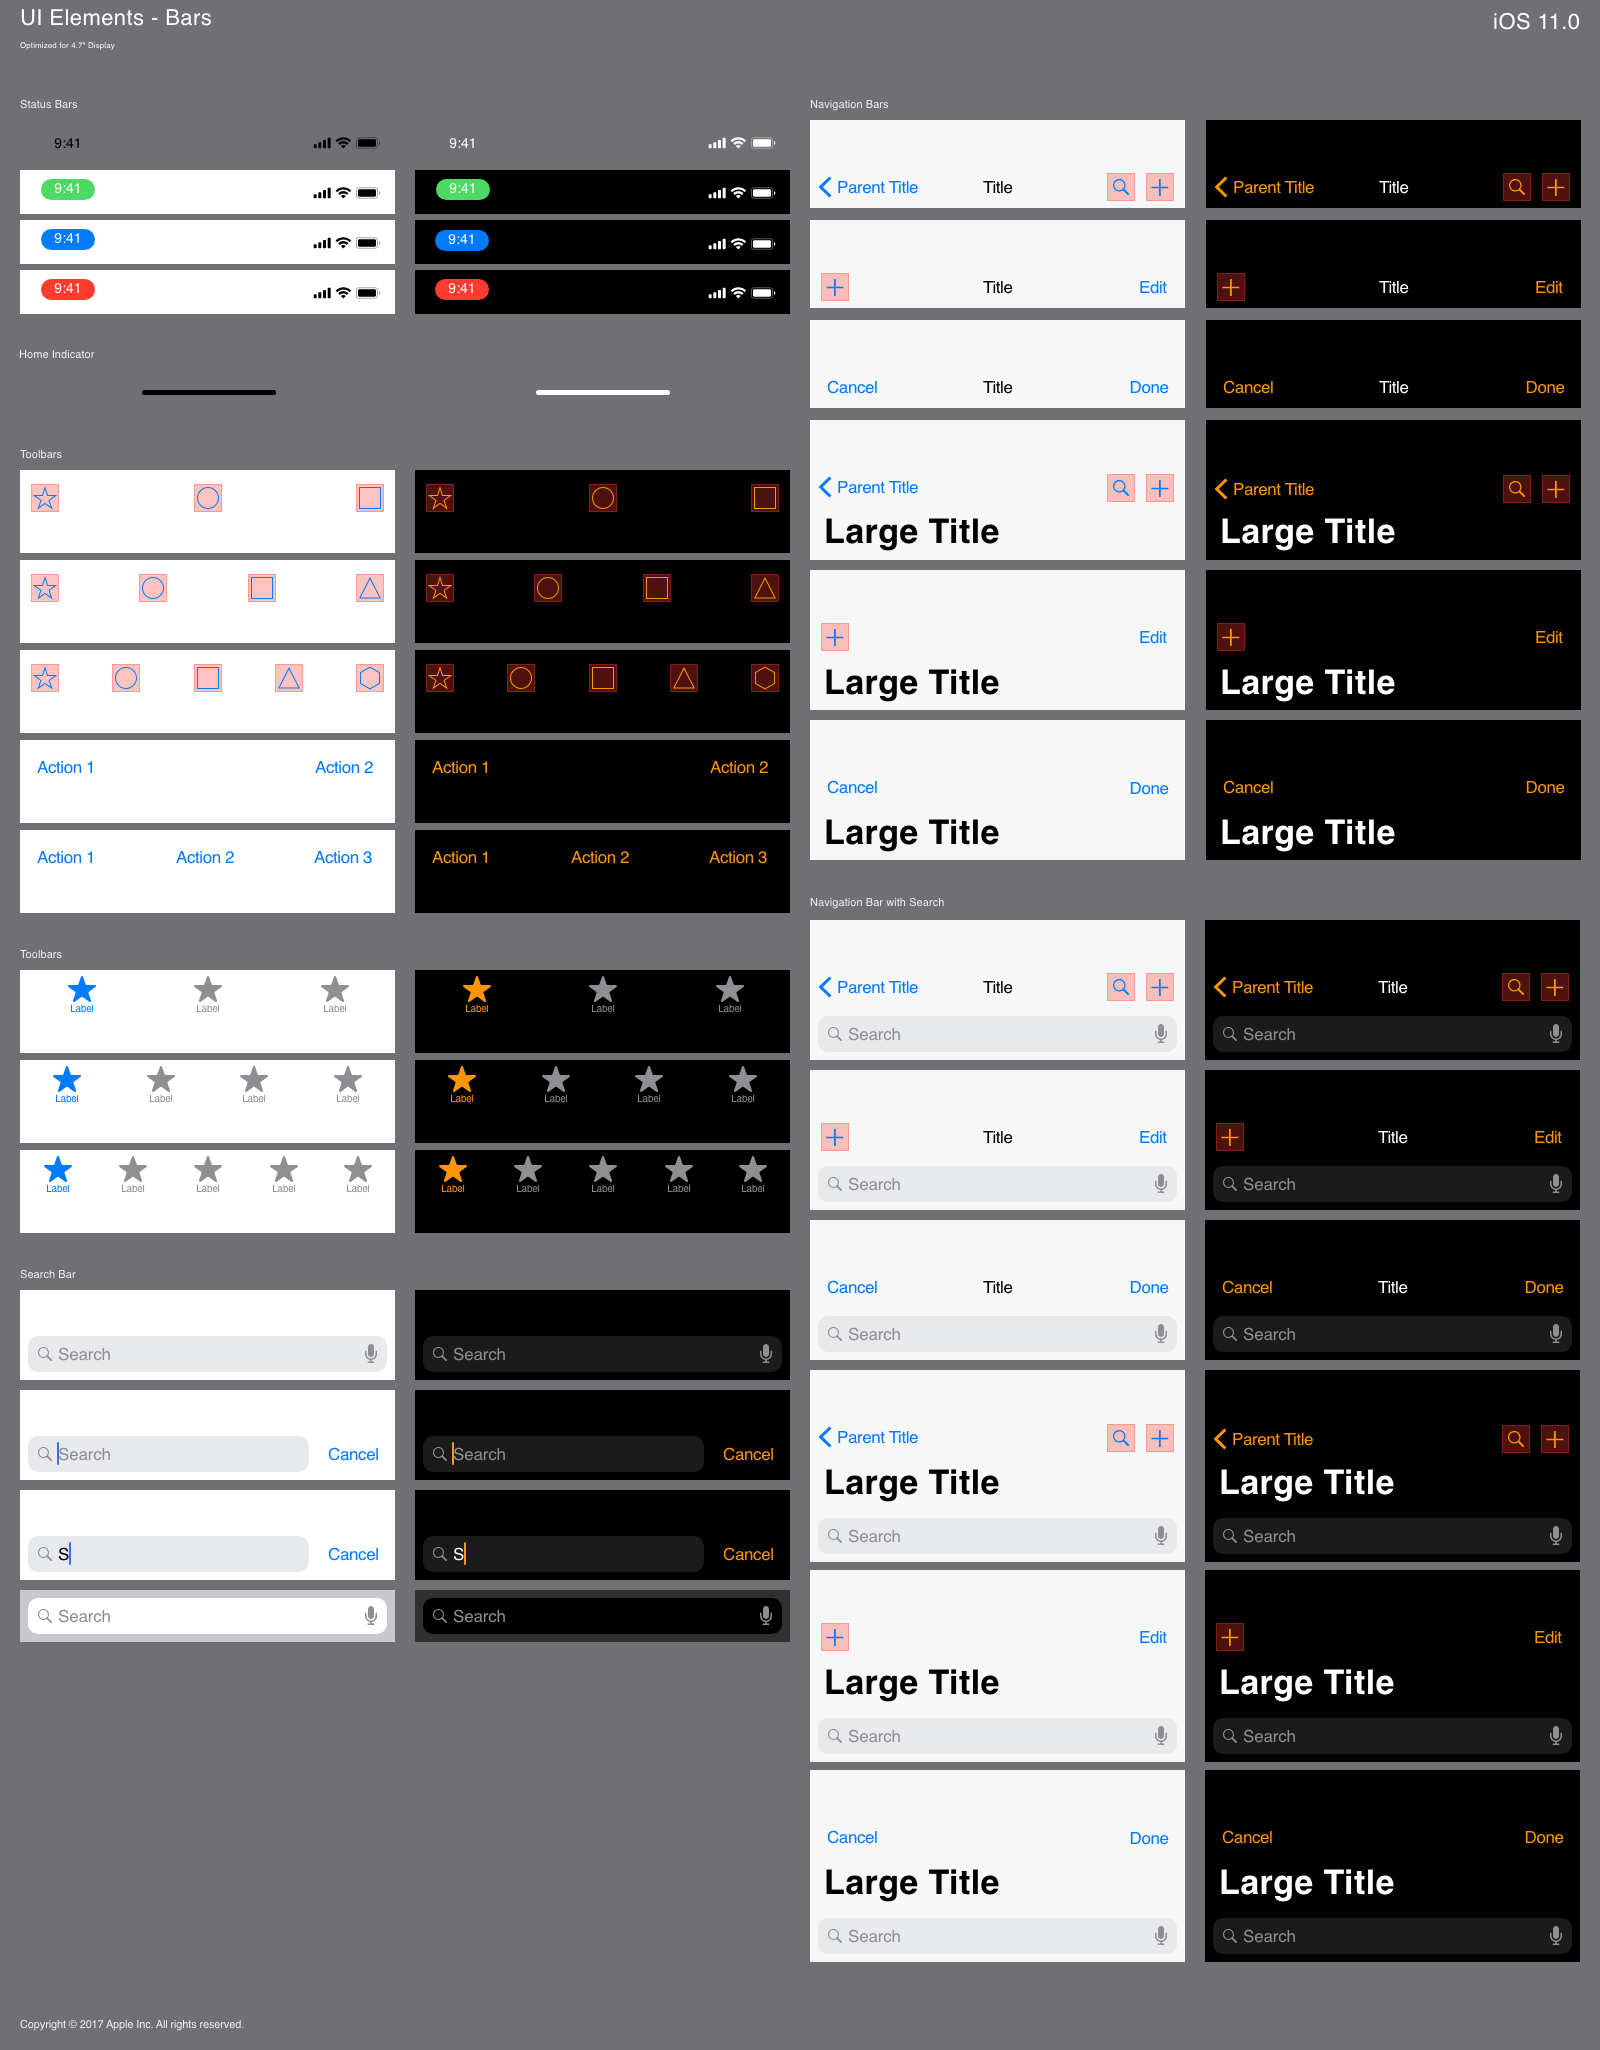 UI Elements - Bars
iOS 11.0
Optimized for 4.7" Display
Status Bars
9:41
9:41
9:41
9:41
9:41
9:41
9:41
9:41
Home Indicator
Toolbars
Action 1 Action 2
Action 1 Action 2
Action 1 Action 2 Action 3
Action 1 Action 2 Action 3
Toolbars
Label Label Label
Label Label Label
Label Label Label Label
Label Label Label Label
Label Label Label Label Label
Label Label Label Label Label
Search Bar
Search
Search
Search Cancel
Search Cancel
S Cancel
S Cancel
Search
Search
Navigation Bars
Parent Title Title
Parent Title Title
Title Edit
Title Edit
Cancel Title Done
Cancel Title Done
Parent Title
Large Title
Parent Title
Large Title
Edit
Large Title
Edit
Large Title
Cancel Done
Large Title
Cancel Done
Large Title
Navigation Bar with Search
Parent Title Title
Search
Parent Title Title
Search
Title Edit
Search
Title Edit
Search
Cancel Title Done
Search
Cancel Title Done
Search
Parent Title
Large Title
Search
Parent Title
Large Title
Search
Edit
Large Title
Search
Edit
Large Title
Search
Cancel Done
Large Title
Search
Cancel Done
Large Title
Search
Copyright © 2017 Apple Inc. All rights reserved.